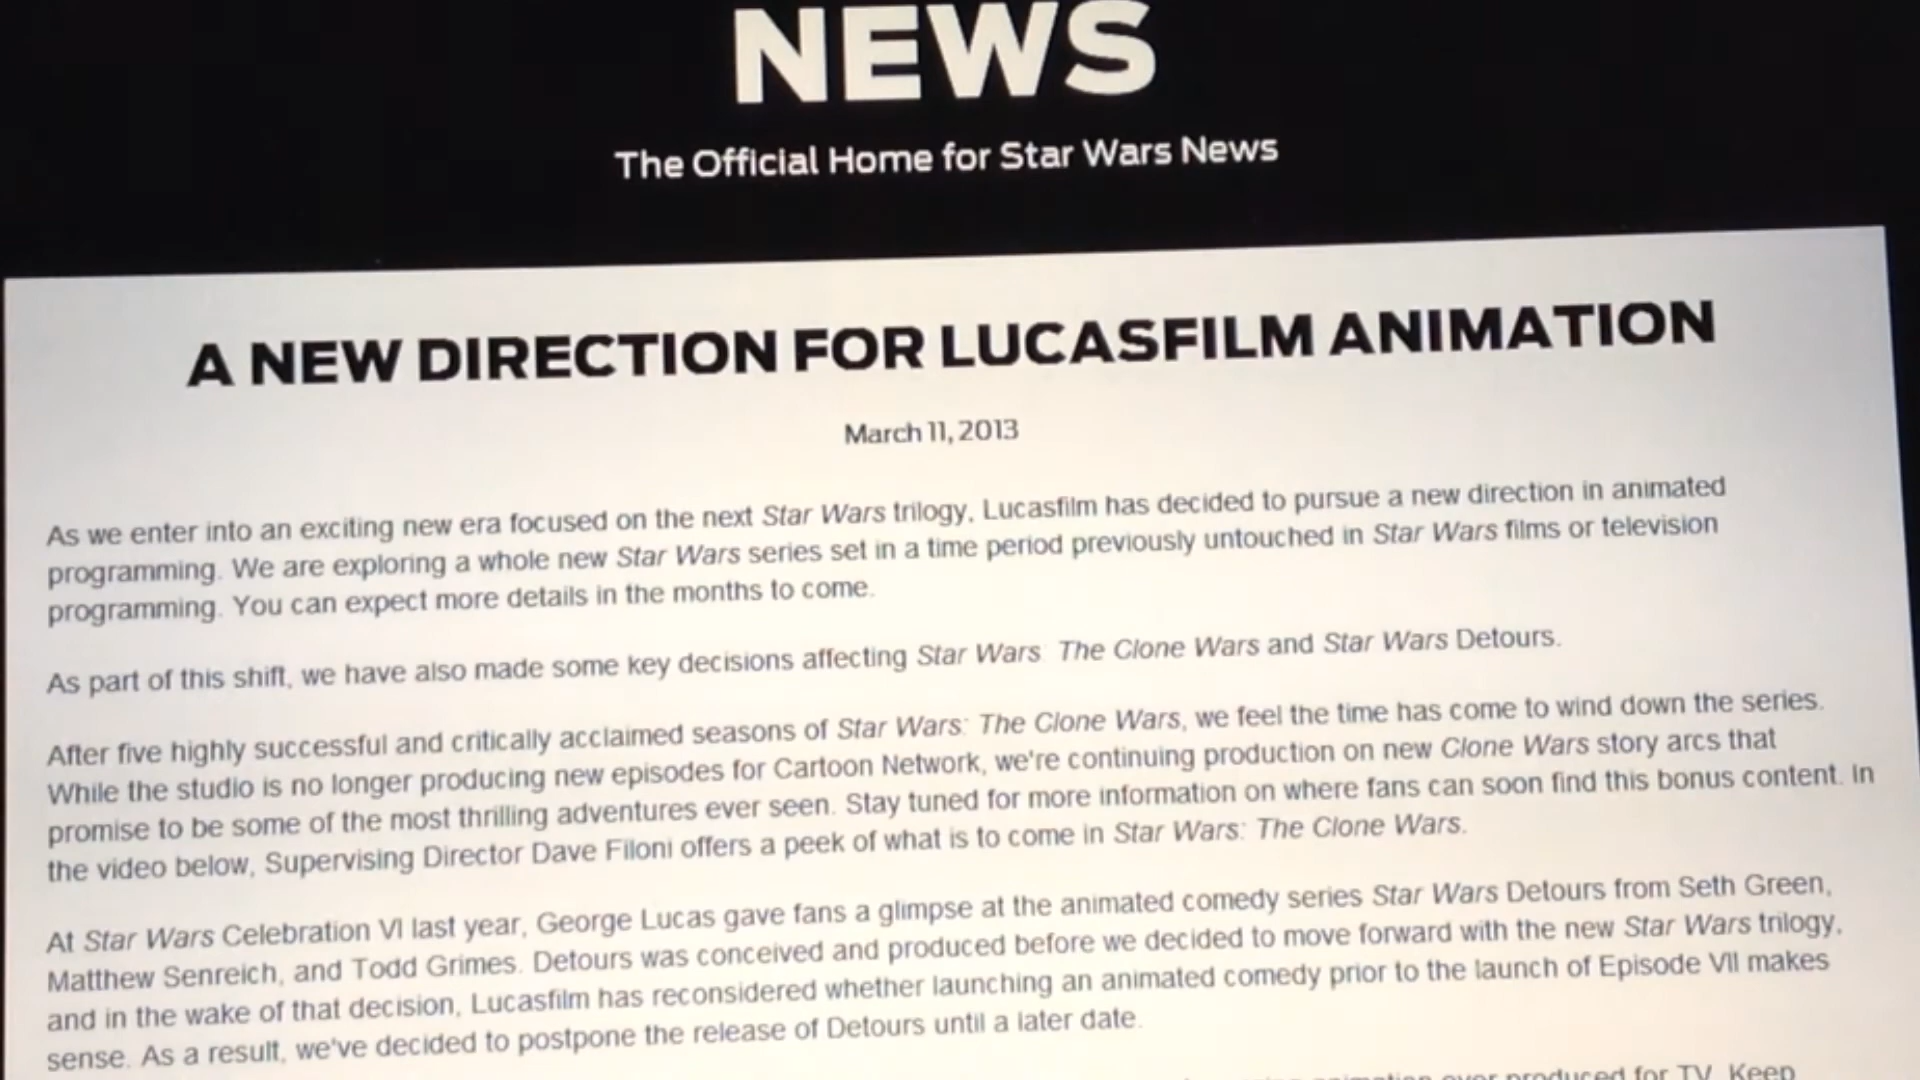 NEWS
The Official Home for Star Wars News
A NEW DIRECTION FOR LUCASFILM ANIMATION
March 11, 2013
As we enter into an exciting new era focused on the next Star Wars trilogy, Lucasfilm has decided to pursue a new direction in animated
programming. We are exploring a whole new Star Wars series set in a time period previously untouched in Star Wars films or television
programming. You can expect more details in the months to come.
As part of this shift, we have also made some key decisions affecting Star Wars: The Clone Wars and Star Wars Detours.
After five highly successful and critically acclaimed seasons of Star Wars: The Clone Wars, we feel the time has come to wind down the series.
While the studio is no longer producing new episodes for Cartoon Network, we're continuing production on new Clone Wars story arcs that
promise to be some of the most thrilling adventures ever seen. Stay tuned for more information on where fans can soon find this bonus content. In
the video below, Supervising Director Dave Filoni offers a peek of what is to come in Star Wars: The Clone Wars.
At Star Wars Celebration VI last year, George Lucas gave fans a glimpse at the animated comedy series Star Wars Detours from Seth Green,
Matthew Senreich, and Todd Grimes. Detours was conceived and produced before we decided to move forward with the new Star Wars trilogy,
and in the wake of that decision, Lucasfilm has reconsidered whether launching an animated comedy prior to the launch of Episode VII makes
sense. As a result, we've decided to postpone the release of Detours until a later date.
animation ever produced for TV. Keep